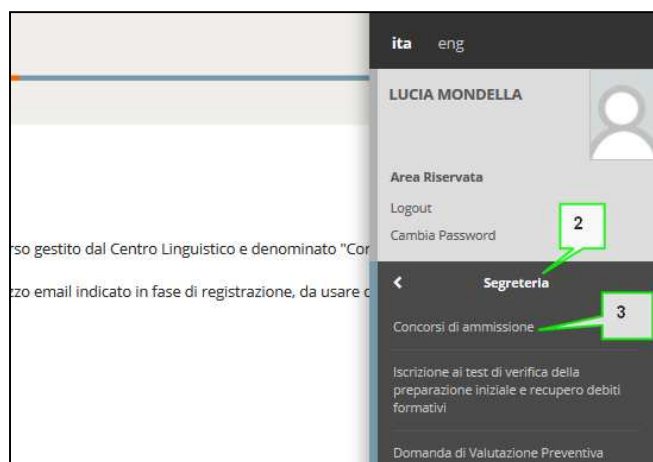 ita eng
LUCIA MONDELLA
Area Riservata
Logout
Cambia Password
2
rso gestito dal Centro Linguistico e denominato "Cor
zzo email indicato in fase di registrazione, da usare c
Segreteria
3
Concorsi di ammissione
Iscrizione ai test di verifica della
preparazione iniziale e recupero debiti
formativi
Domanda di Valutazione Preventiva